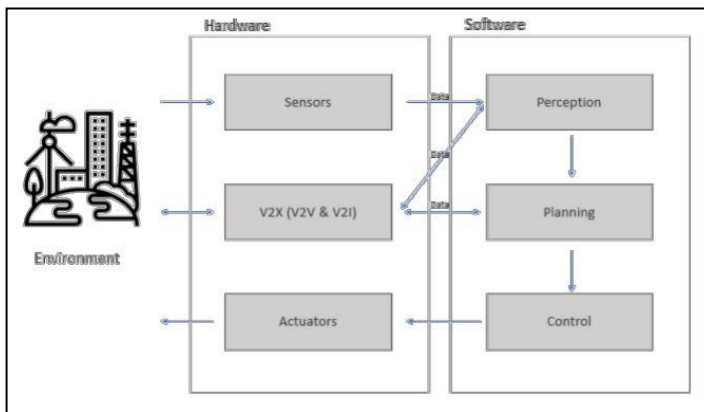 Hardware
Software
Sensors
Data
Perception
Data
V2X (V2V & V2I)
Data
Planning
Environment
Actuators
Control